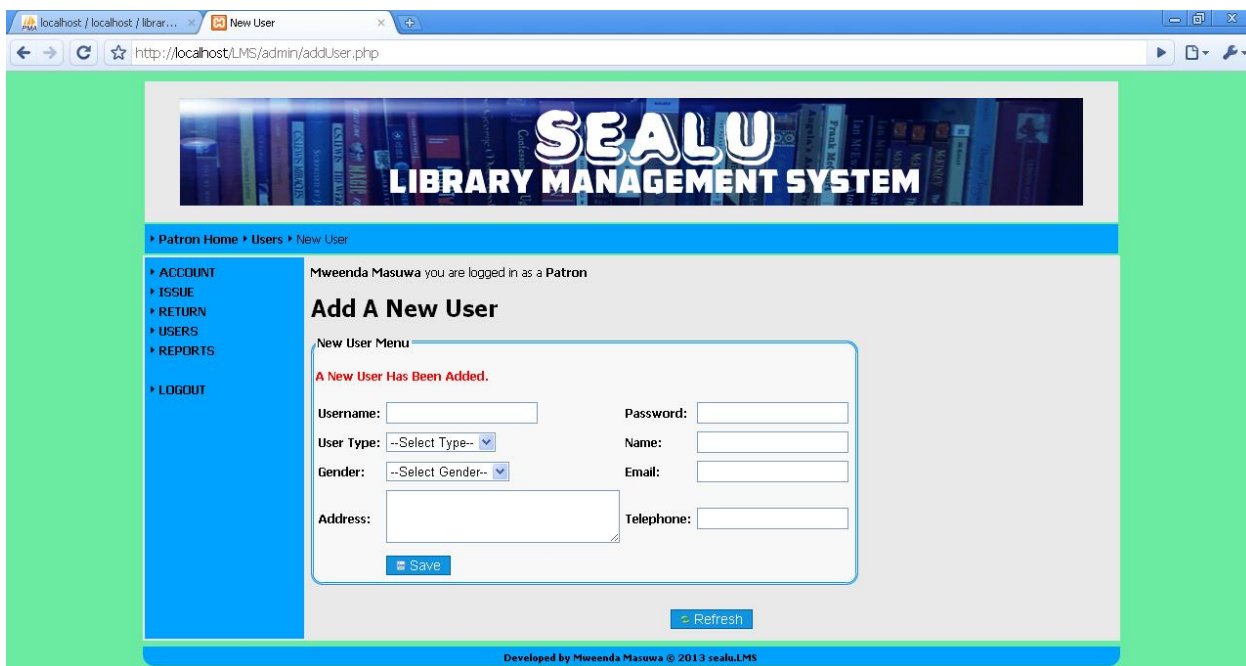 localhost / localhost / librar...
New User
http://localhost/LMS/admin/addUser.php
SEALU
LIBRARY MANAGEMENT SYSTEM
Patron Home Users New User
ACCOUNT
ISSUE
RETURN
USERS
REPORTS
LOGOUT
Mweenda Masuwa you are logged in as a Patron
Add A New User
New User Menu
A New User Has Been Added.
Username:
Password:
User Type: --Select Type--
Name:
Gender: --Select Gender--
Email:
Address:
Telephone:
Save
Refresh
Developed by Mweenda Masuwa © 2013 sealu.LMS